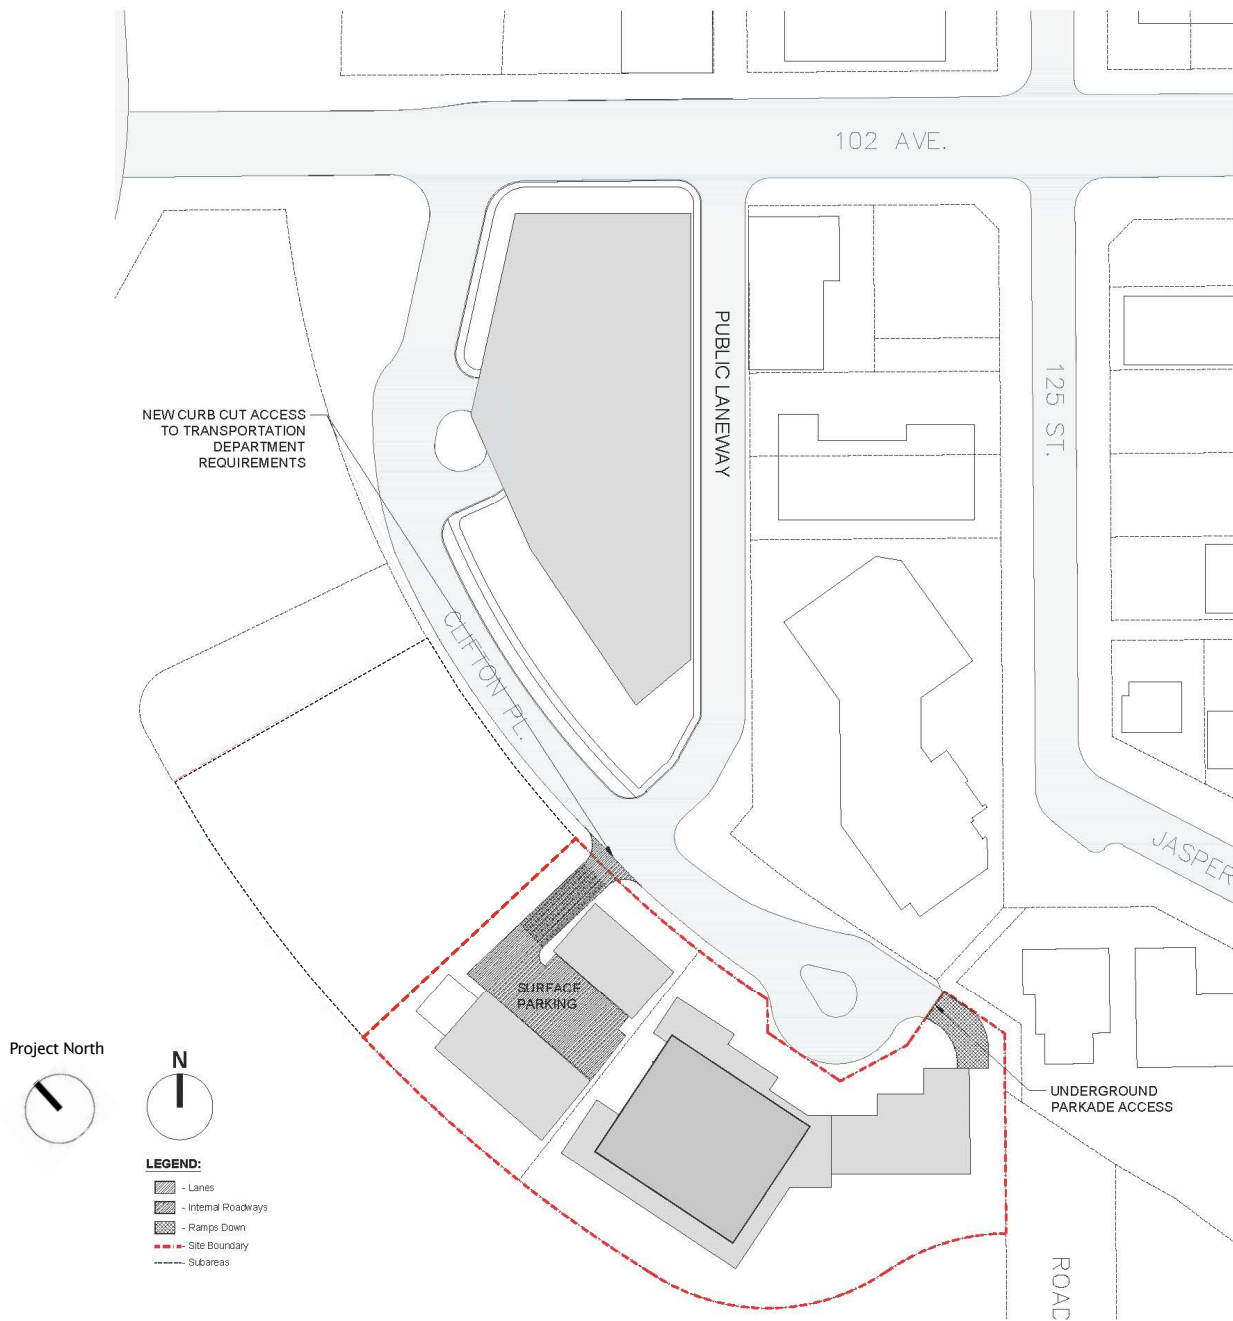 102 AVE.
PUBLIC LANEWAY
125 ST.
NEW CURB CUT ACCESS
TO TRANSPORTATION
DEPARTMENT
REQUIREMENTS
CLIFTON PL.
JASPER
SURFACE
PARKING
UNDERGROUND
PARKADE ACCESS
Project North
N
LEGEND:
- Lanes
- Internal Roadways
- Ramps Down
- Site Boundary
- Subareas
ROAD